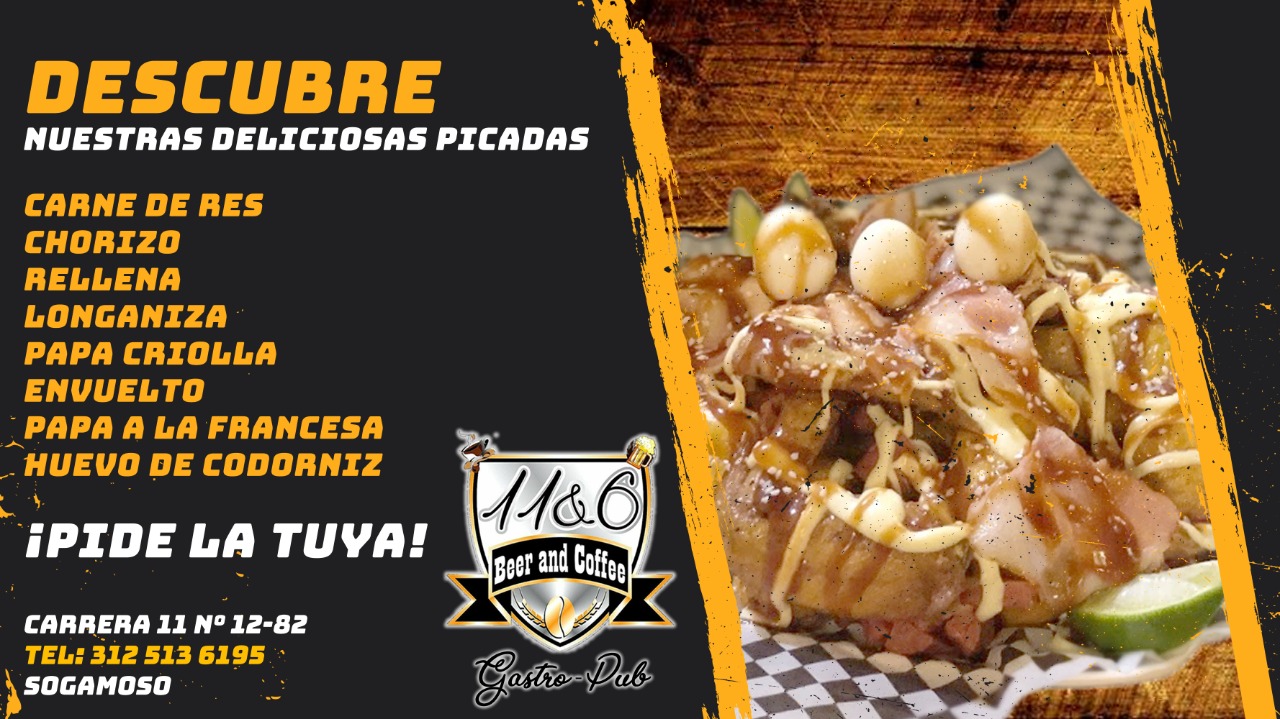 DESCUBRE
NUESTRAS DELICIOSAS PICADAS
CARNE DE RES
CHORIZO
RELLENA
LONGANIZA
PAPA CRIOLLA
ENVUELTO
PAPA A LA FRANCESA
HUEVO DE CODORNIZ
¡PIDE LA TUYA!
11&6
Beer and Coffee
Gastro-Pub
CARRERA 11 Nº 12-82
TEL: 312 513 6195
SOGAMOSO